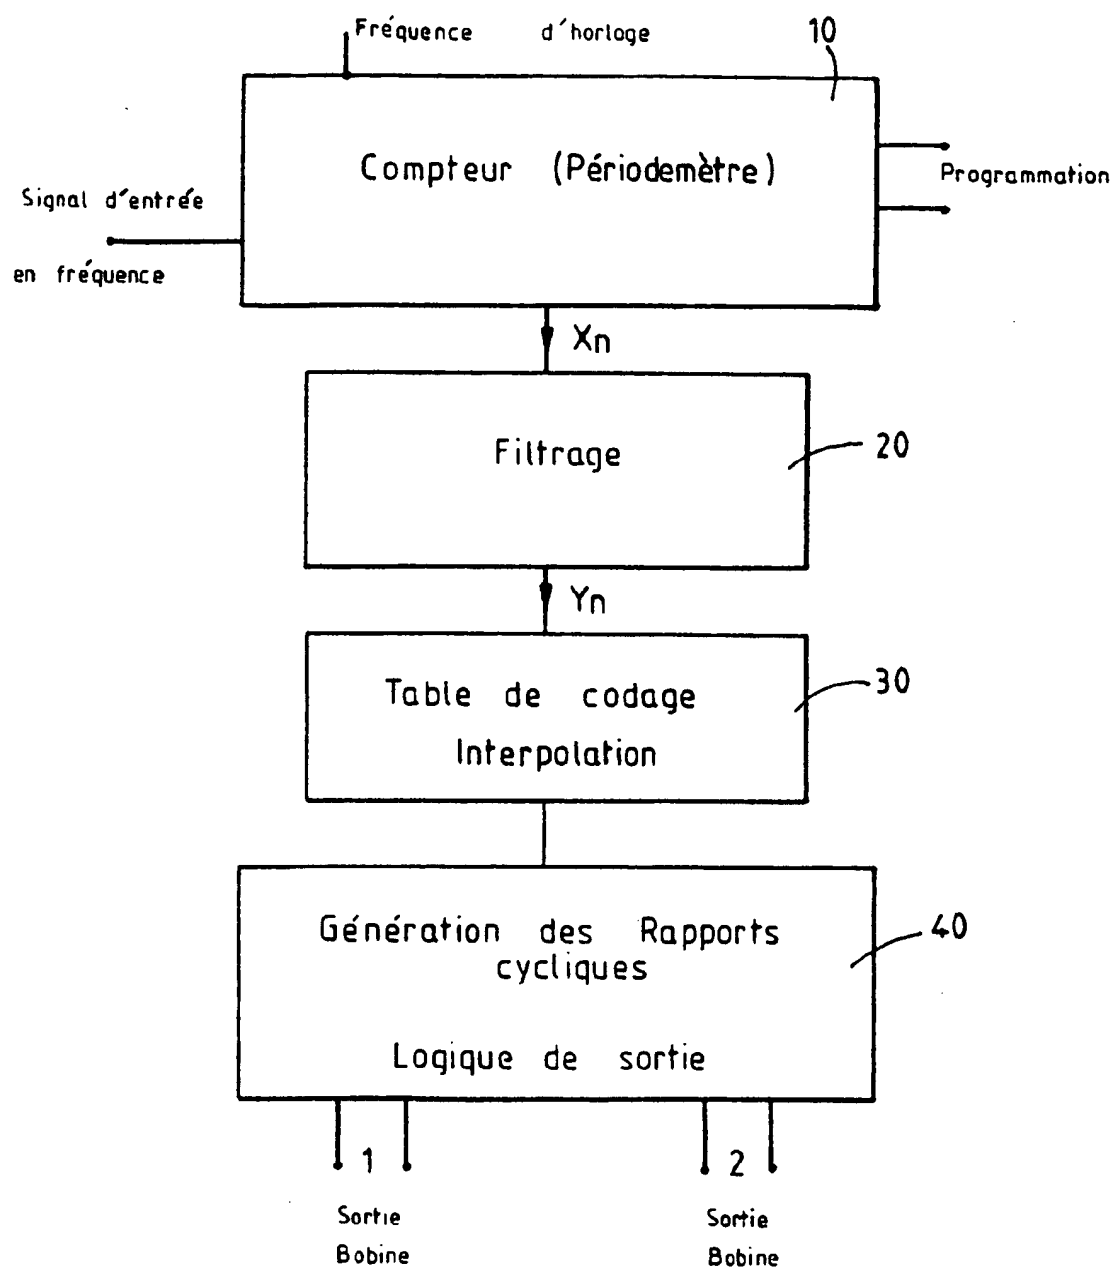 Fréquence d'horloge
10
Compteur (Périodemètre)
Programmation
Signal d'entrée
en fréquence
Xn
Filtrage
20
Yn
Table de codage
30
Interpolation
Génération des Rapports
40
cycliques
Logique de sortie
1
2
Sortie
Bobine
Sortie
Bobine